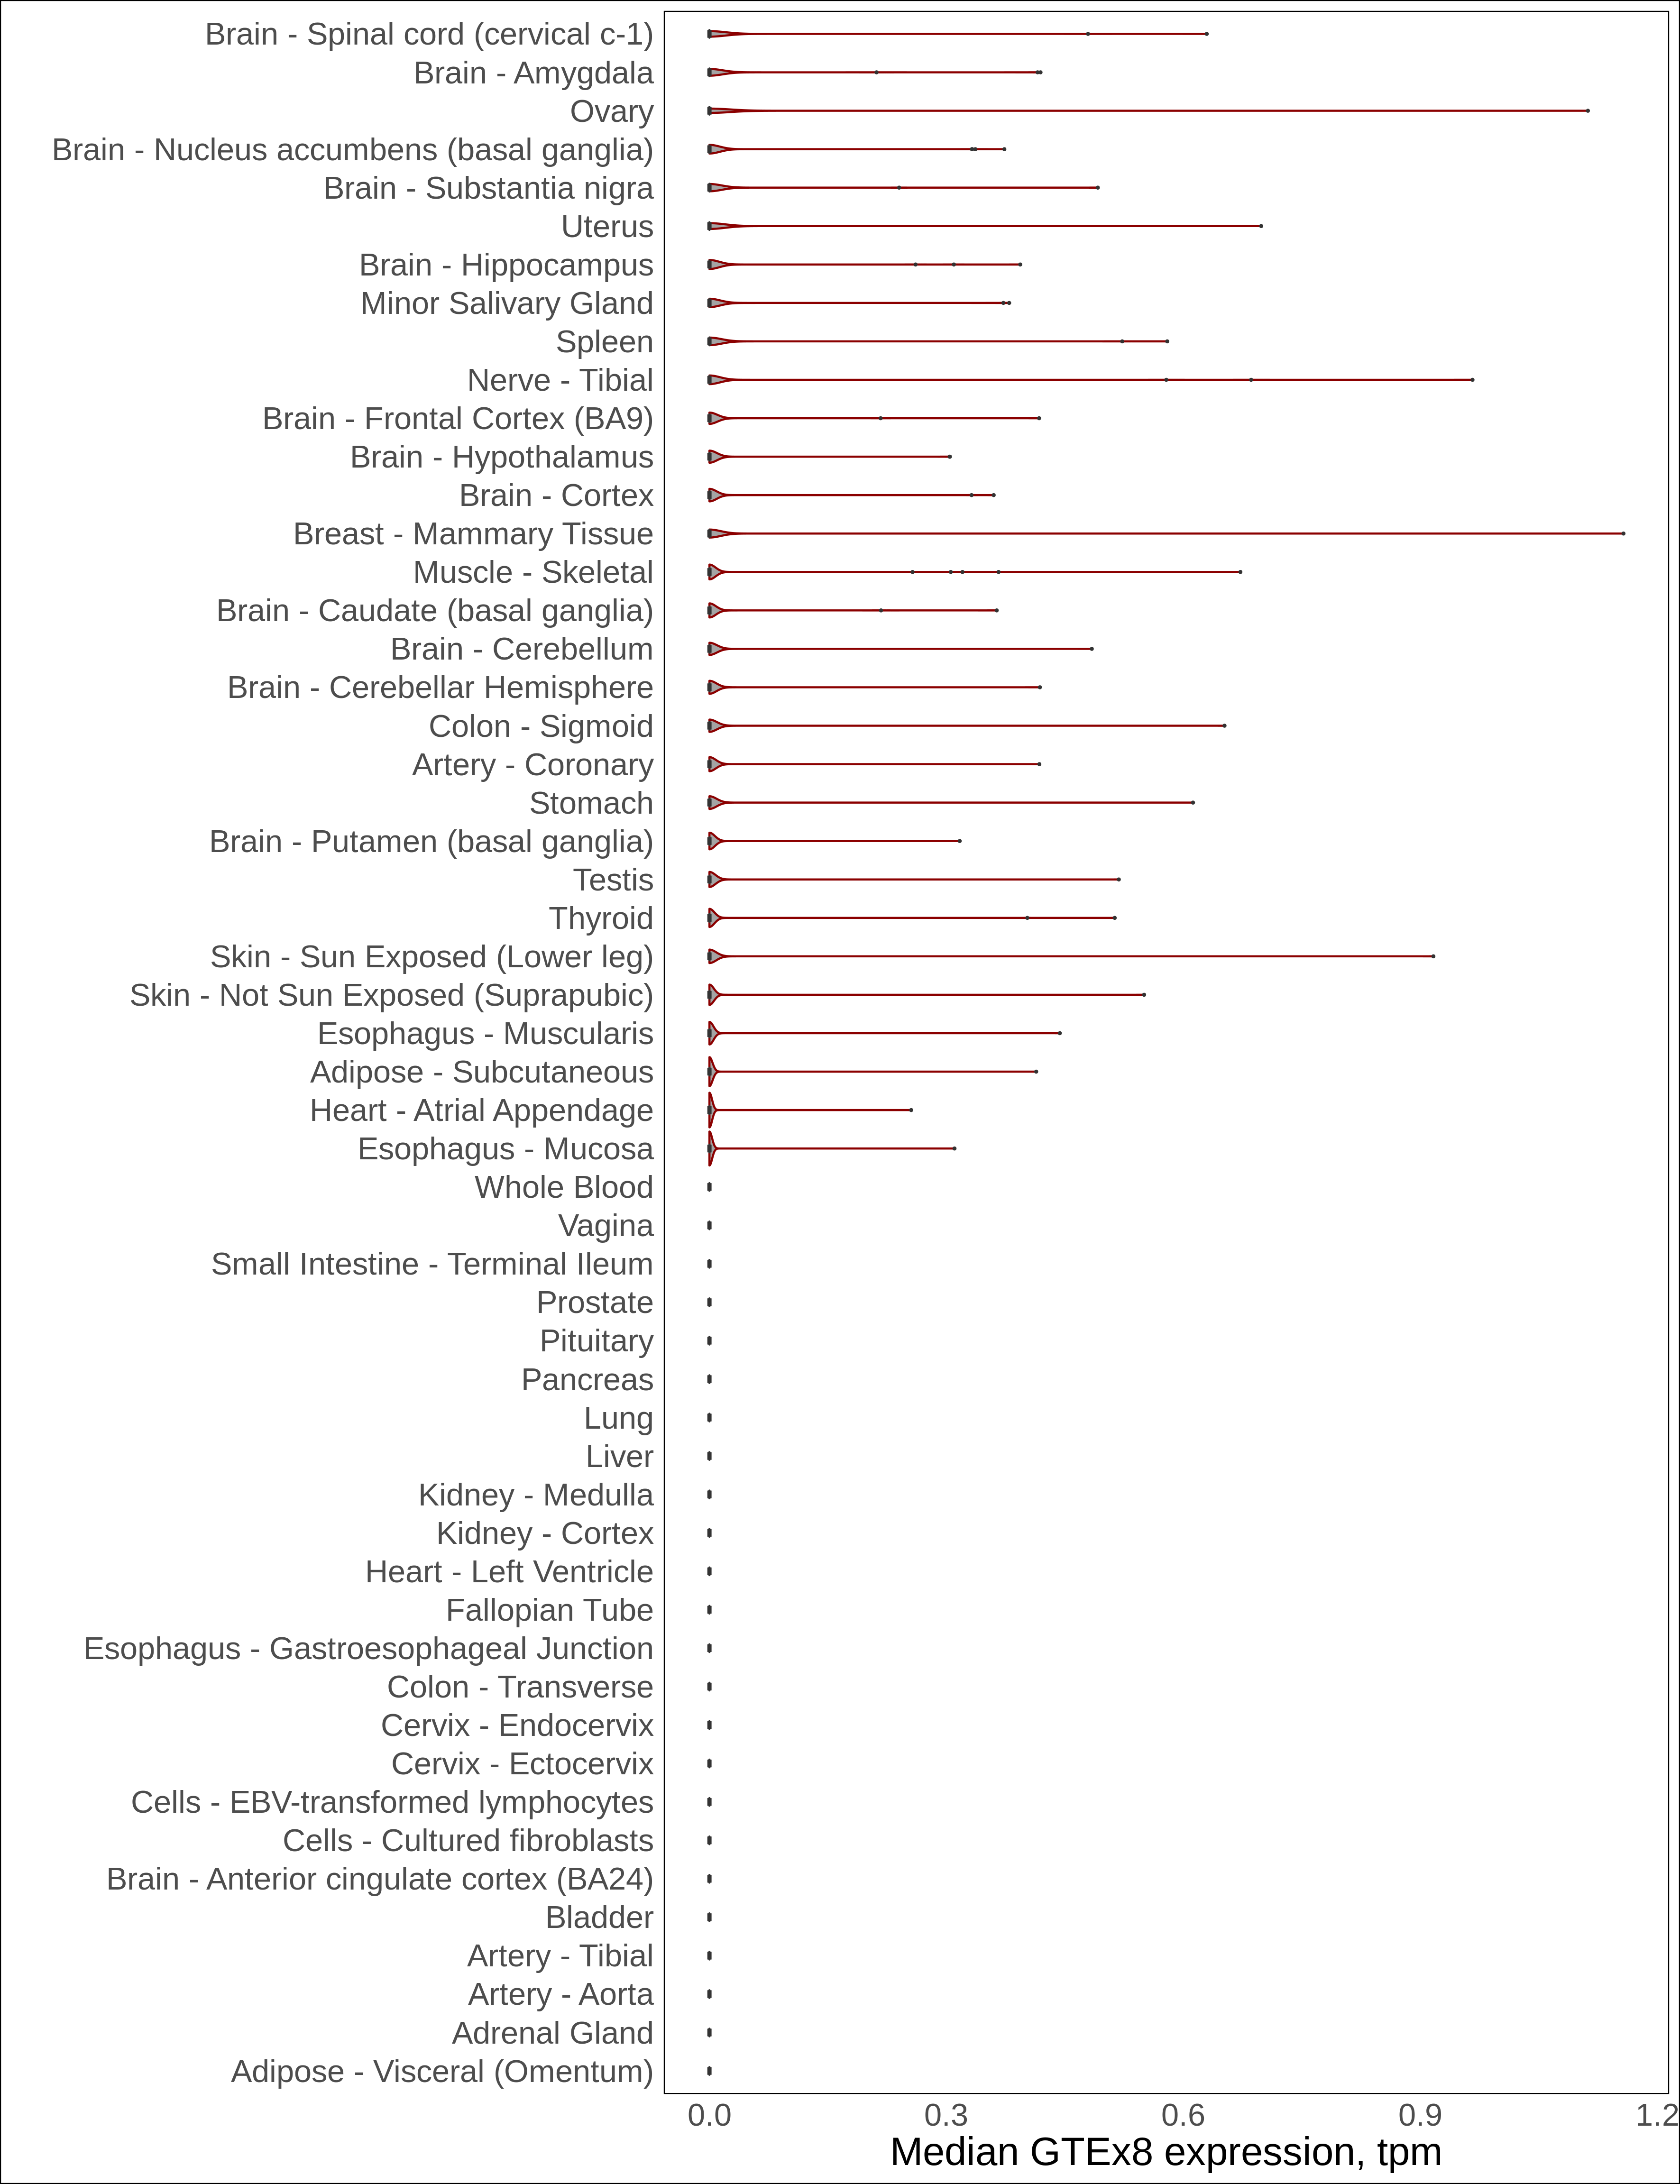 Brain - Spinal cord (cervical c-1)
Brain - Amygdala
Ovary
Brain - Nucleus accumbens (basal ganglia)
Brain - Substantia nigra
Uterus
Brain - Hippocampus
Minor Salivary Gland
Spleen
Nerve - Tibial
Brain - Frontal Cortex (BA9)
Brain - Hypothalamus
Brain - Cortex
Breast - Mammary Tissue
Muscle - Skeletal
Brain - Caudate (basal ganglia)
Brain - Cerebellum
Brain - Cerebellar Hemisphere
Colon - Sigmoid
Artery - Coronary
Stomach
Brain - Putamen (basal ganglia)
Testis
Thyroid
Skin - Sun Exposed (Lower leg)
Skin - Not Sun Exposed (Suprapubic)
Esophagus - Muscularis
Adipose - Subcutaneous
Heart - Atrial Appendage
Esophagus - Mucosa
Whole Blood
Vagina
Small Intestine - Terminal Ileum
Prostate
Pituitary
Pancreas
Lung
Liver
Kidney - Medulla
Kidney - Cortex
Heart - Left Ventricle
Fallopian Tube
Esophagus - Gastroesophageal Junction
Colon - Transverse
Cervix - Endocervix
Cervix - Ectocervix
Cells - EBV-transformed lymphocytes
Cells - Cultured fibroblasts
Brain - Anterior cingulate cortex (BA24)
Bladder
Artery - Tibial
Artery - Aorta
Adrenal Gland
Adipose - Visceral (Omentum)
0.0 0.3 0.6 0.9 1.2
Median GTEx8 expression, tpm